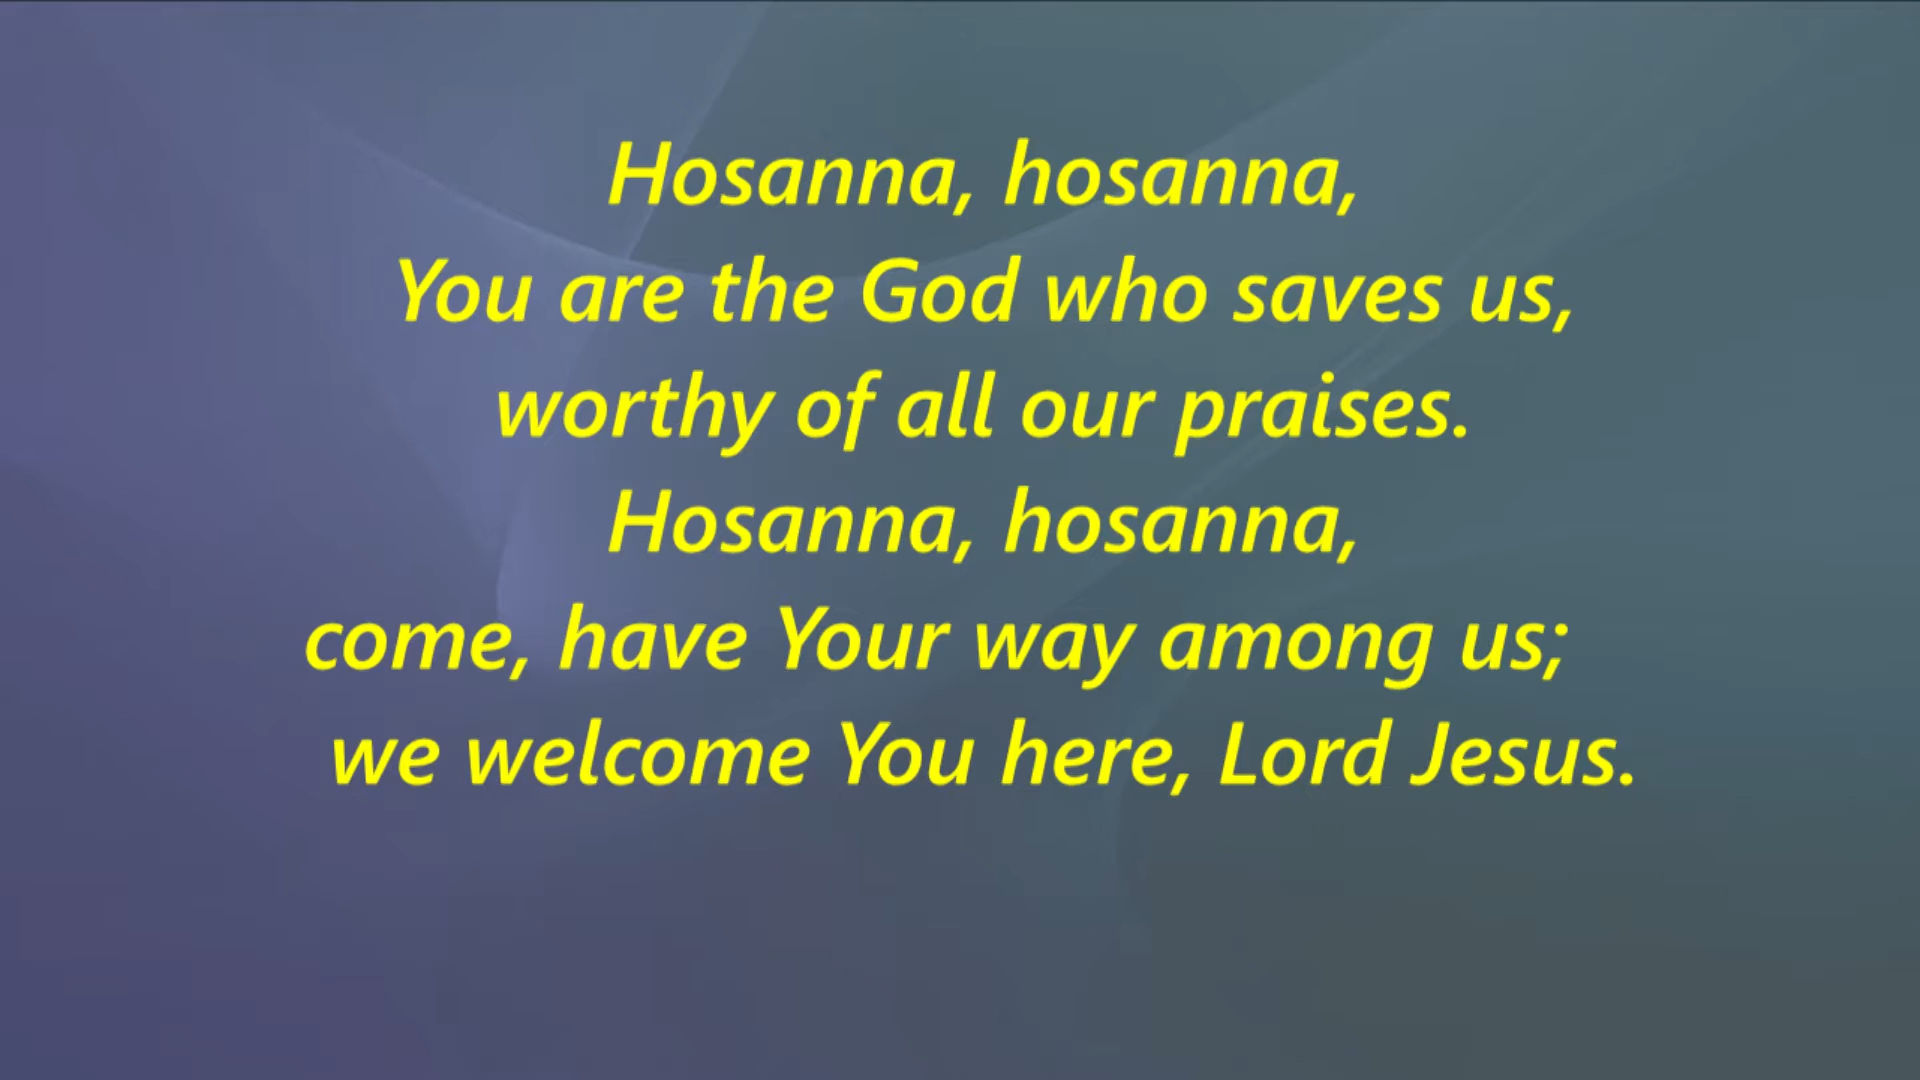 Hosanna, hosanna,
You are the God who saves us,
worthy of all our praises.
Hosanna, hosanna,
come, have Your way among us;
we welcome You here, Lord Jesus.